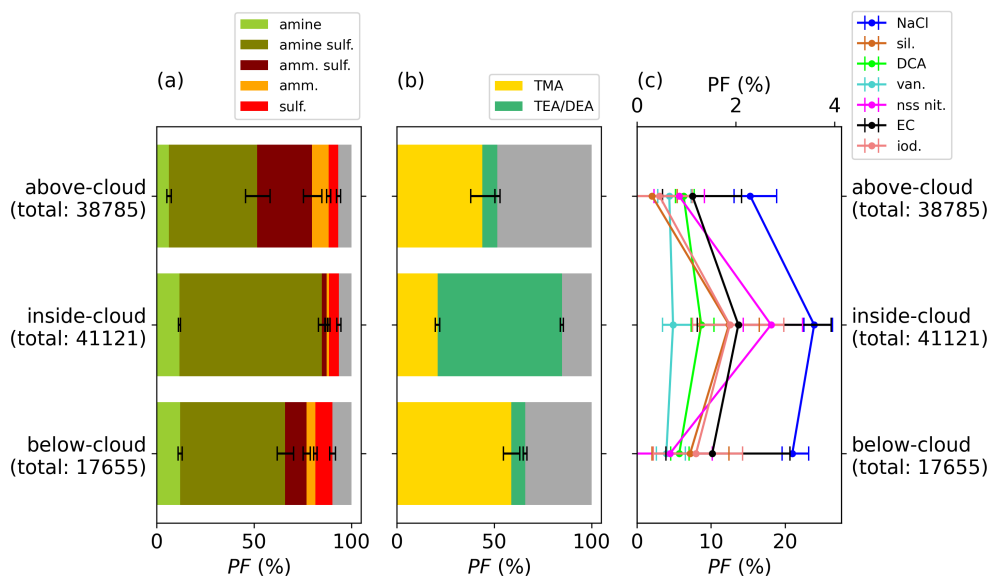 amine
amine sulf.
amm. sulf.
amm.
sulf.
(a)
above-cloud
(total: 38785)
inside-cloud
(total: 41121)
below-cloud
(total: 17655)
0
50
100
PF (%)
(b)
TMA
TEA/DEA
0
50
100
PF (%)
(c)
PF (%)
0
2
4
NaCl
sil.
DCA
van.
nss nit.
EC
iod.
above-cloud
(total: 38785)
inside-cloud
(total: 41121)
below-cloud
(total: 17655)
0
10
20
PF (%)